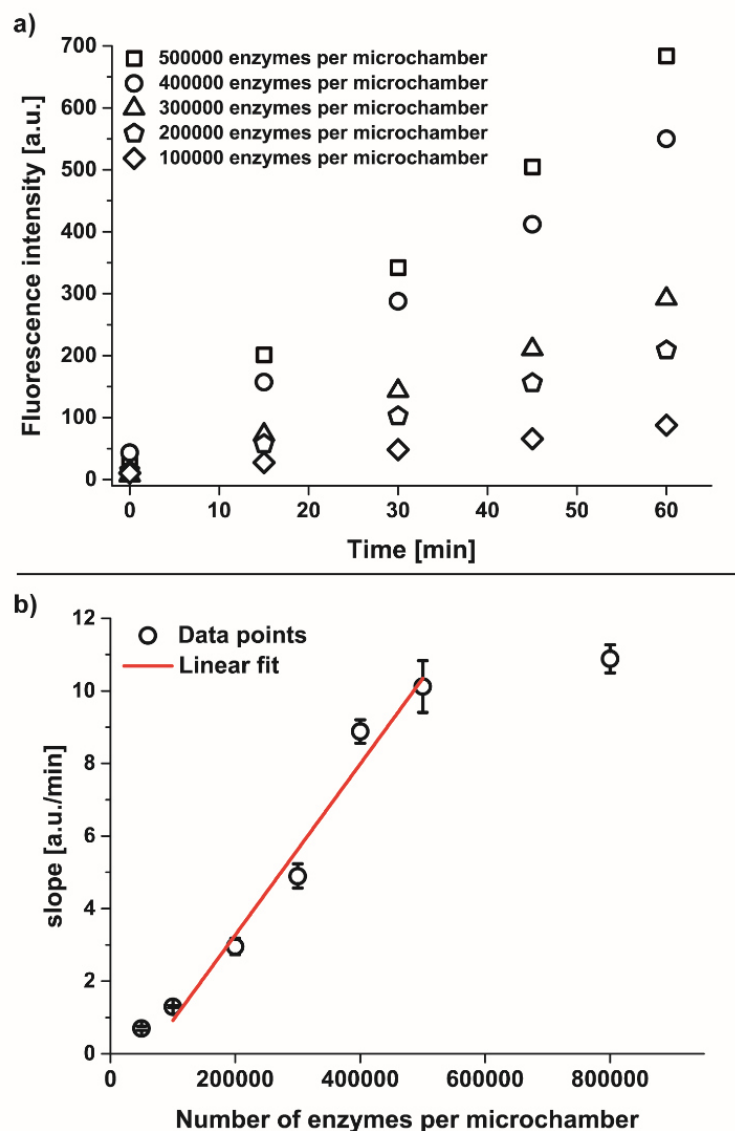 a)
700
600
500
400
300
200
100
0
Fluorescence intensity [a.u.]
500000 enzymes per microchamber
400000 enzymes per microchamber
300000 enzymes per microchamber
200000 enzymes per microchamber
100000 enzymes per microchamber
0 10 20 30 40 50 60
Time [min]
b)
12
10
8
6
4
2
0
slope [a.u./min]
Data points
Linear fit
0 200000 400000 600000 800000
Number of enzymes per microchamber